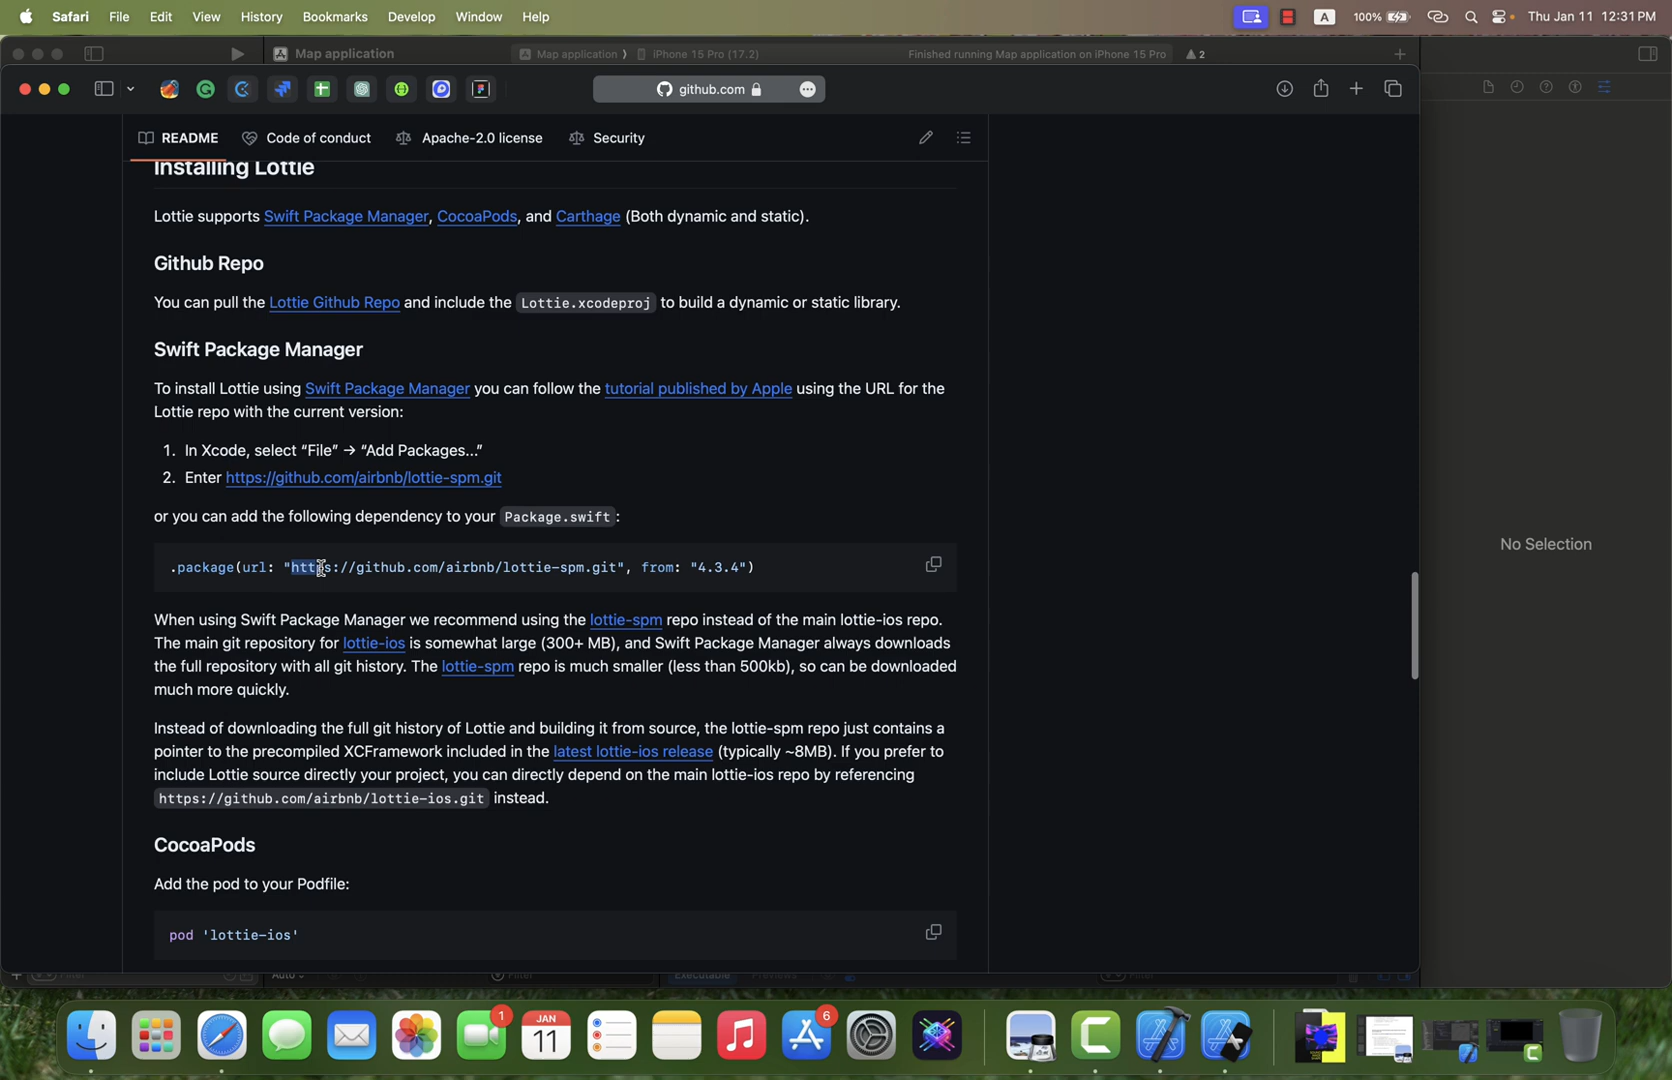 Safari File Edit View History Bookmarks Develop Window Help
A 100% Thu Jan 11 12:31 PM
Map application
Map application iPhone 15 Pro (17.2)
Finished running Map application on iPhone 15 Pro
2
github.com
README Code of conduct Apache-2.0 license Security
Installing Lottie
Lottie supports Swift Package Manager, CocoaPods, and Carthage (Both dynamic and static).
Github Repo
You can pull the Lottie Github Repo and include the Lottie.xcodeproj to build a dynamic or static library.
Swift Package Manager
To install Lottie using Swift Package Manager you can follow the tutorial published by Apple using the URL for the
Lottie repo with the current version:
1. In Xcode, select “File” → “Add Packages...”
2. Enter https://github.com/airbnb/lottie-spm.git
or you can add the following dependency to your Package.swift:
.package(url: "https://github.com/airbnb/lottie-spm.git", from: "4.3.4")
When using Swift Package Manager we recommend using the lottie-spm repo instead of the main lottie-ios repo.
The main git repository for lottie-ios is somewhat large (300+ MB), and Swift Package Manager always downloads
the full repository with all git history. The lottie-spm repo is much smaller (less than 500kb), so can be downloaded
much more quickly.
Instead of downloading the full git history of Lottie and building it from source, the lottie-spm repo just contains a
pointer to the precompiled XCFramework included in the latest lottie-ios release (typically ~8MB). If you prefer to
include Lottie source directly your project, you can directly depend on the main lottie-ios repo by referencing
https://github.com/airbnb/lottie-ios.git instead.
CocoaPods
Add the pod to your Podfile:
pod 'lottie-ios'
No Selection
Filter Auto Filter Executable Previews Filter
1
JAN
11
6